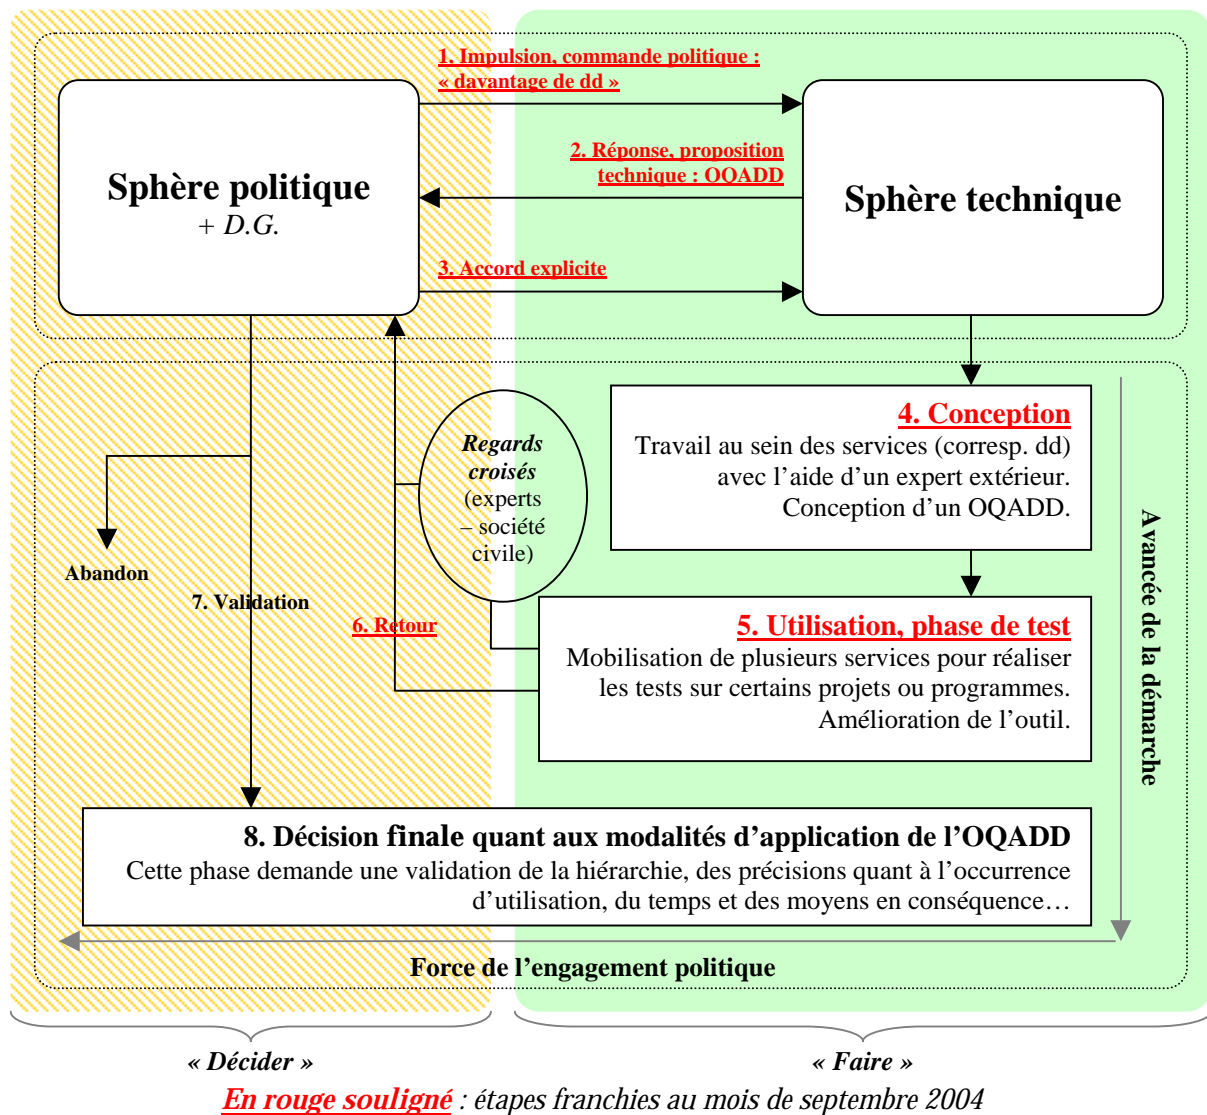 1. Impulsion, commande politique :
« davantage de dd »
2. Réponse, proposition
technique : OQADD
Sphère politique
+ D.G.
Sphère technique
3. Accord explicite
4. Conception
Travail au sein des services (corresp. dd)
avec l’aide d’un expert extérieur.
Conception d’un OQADD.
Regards
croisés
(experts
– société
civile)
Avancée de la démarche
Abandon
7. Validation
6. Retour
5. Utilisation, phase de test
Mobilisation de plusieurs services pour réaliser
les tests sur certains projets ou programmes.
Amélioration de l’outil.
8. Décision finale quant aux modalités d’application de l’OQADD
Cette phase demande une validation de la hiérarchie, des précisions quant à l’occurrence
d’utilisation, du temps et des moyens en conséquence…
Force de l’engagement politique
« Décider »
« Faire »
En rouge souligné : étapes franchies au mois de septembre 2004